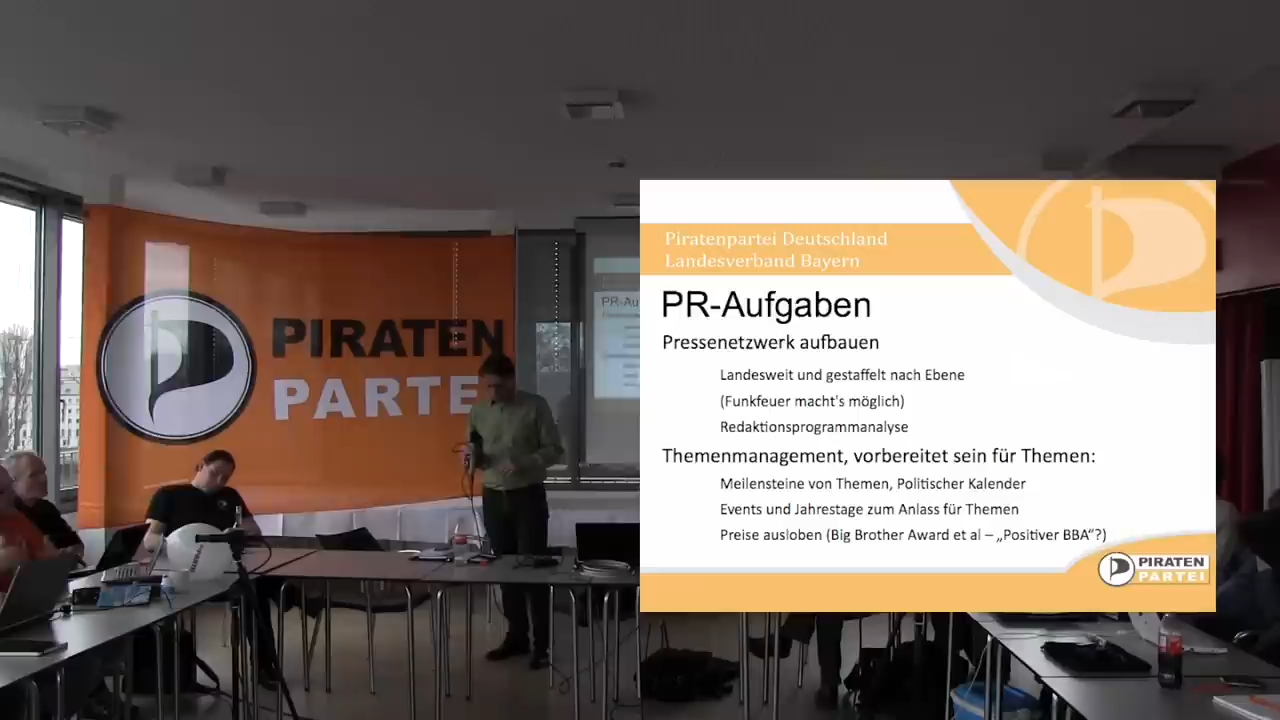 PIRATEN
PARTE
PR-Au
Piratenpartei Deutschland
Landesverband Bayern
PR-Aufgaben
Pressenetzwerk aufbauen
Landesweit und gestaffelt nach Ebene
(Funkfeuer macht's möglich)
Redaktionsprogrammanalyse
Themenmanagement, vorbereitet sein für Themen:
Meilensteine von Themen, Politischer Kalender
Events und Jahrestage zum Anlass für Themen
Preise ausloben (Big Brother Award et al – „Positiver BBA“?)
PIRATEN
PARTEI